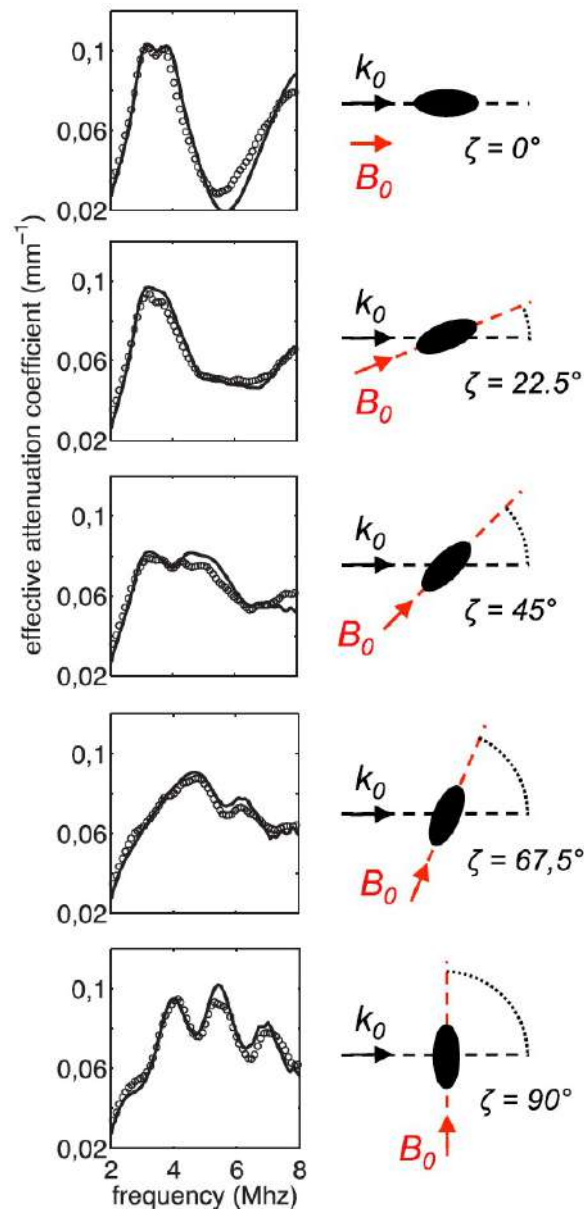 effective attenuation coefficient (mm⁻¹)
0,1
0,06
0,02
k₀
B₀
ζ = 0°
0,1
0,06
0,02
k₀
B₀
ζ = 22.5°
0,1
0,06
0,02
k₀
B₀
ζ = 45°
0,1
0,06
0,02
k₀
B₀
ζ = 67,5°
0,1
0,06
0,02
k₀
B₀
ζ = 90°
2 4 6 8
frequency (Mhz)